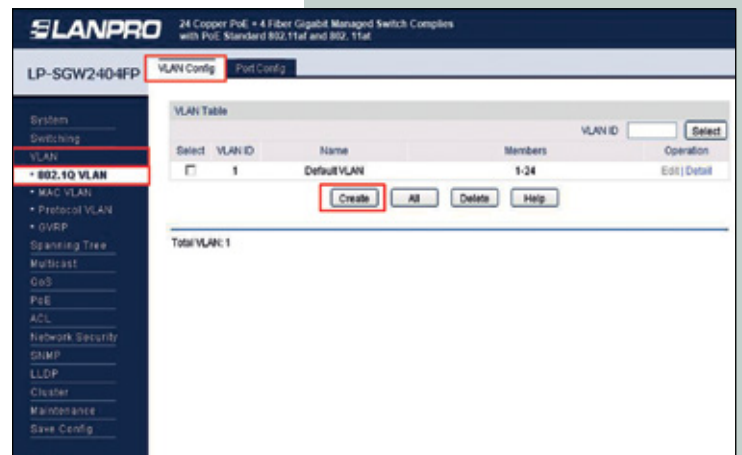 LANPRO
24 Copper PoE + 4 Fiber Gigabit Managed Switch Complies
with PoE Standard 802.11af and 802. 11at
LP-SGW2404FP
VLAN Config Port Config
System
Switching
VLAN
• 802.1Q VLAN
• MAC VLAN
• Protocol VLAN
• GVRP
Spanning Tree
Multicast
QoS
PoE
ACL
Network Security
SNMP
LLDP
Cluster
Maintenance
Save Config
VLAN Table
VLAN ID Select
Select VLAN ID Name Members Operation
1 Default VLAN 1-24 Edit | Detail
Create All Delete Help
Total VLAN: 1